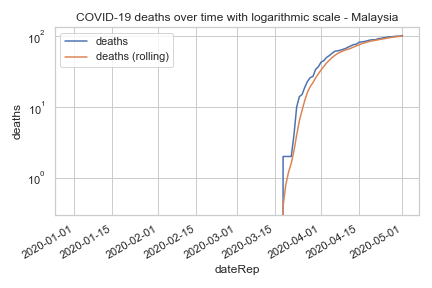 COVID-19 deaths over time with logarithmic scale - Malaysia
deaths
deaths (rolling)
10²
10¹
10⁰
deaths
2020-01-01
2020-01-15
2020-02-01
2020-02-15
2020-03-01
2020-03-15
2020-04-01
2020-04-15
2020-05-01
dateRep